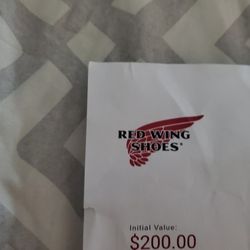 RED WING
SHOES®
Initial Value:
$200.00